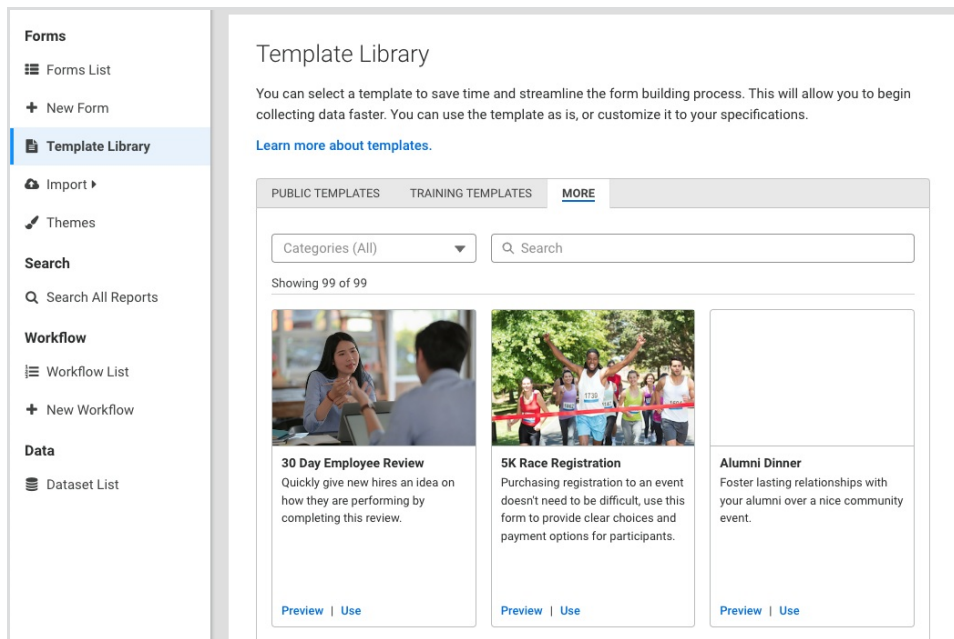 Forms
Forms List
New Form
Template Library
Import
Themes
Search
Search All Reports
Workflow
Workflow List
New Workflow
Data
Dataset List
Template Library
You can select a template to save time and streamline the form building process. This will allow you to begin
collecting data faster. You can use the template as is, or customize it to your specifications.
Learn more about templates.
PUBLIC TEMPLATES TRAINING TEMPLATES MORE
Categories (All) Search
Showing 99 of 99
1730
30 Day Employee Review
Quickly give new hires an idea on
how they are performing by
completing this review.
Preview | Use
5K Race Registration
Purchasing registration to an event
doesn't need to be difficult, use this
form to provide clear choices and
payment options for participants.
Preview | Use
Alumni Dinner
Foster lasting relationships with
your alumni over a nice community
event.
Preview | Use